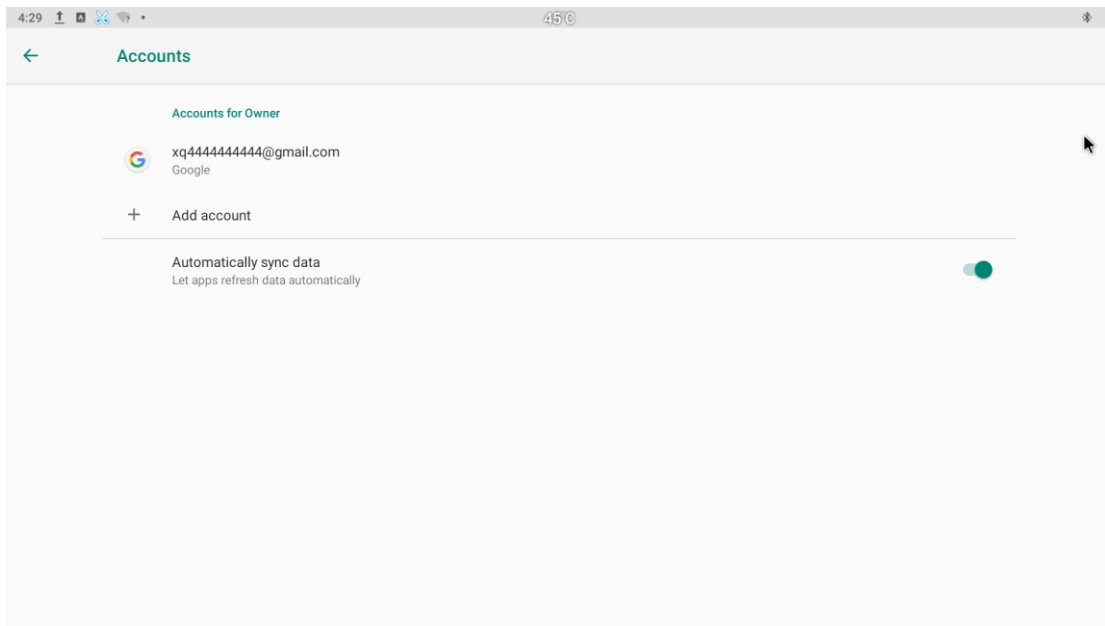 4:29
45°C
Accounts
Accounts for Owner
xq4444444444@gmail.com
Google
Add account
Automatically sync data
Let apps refresh data automatically